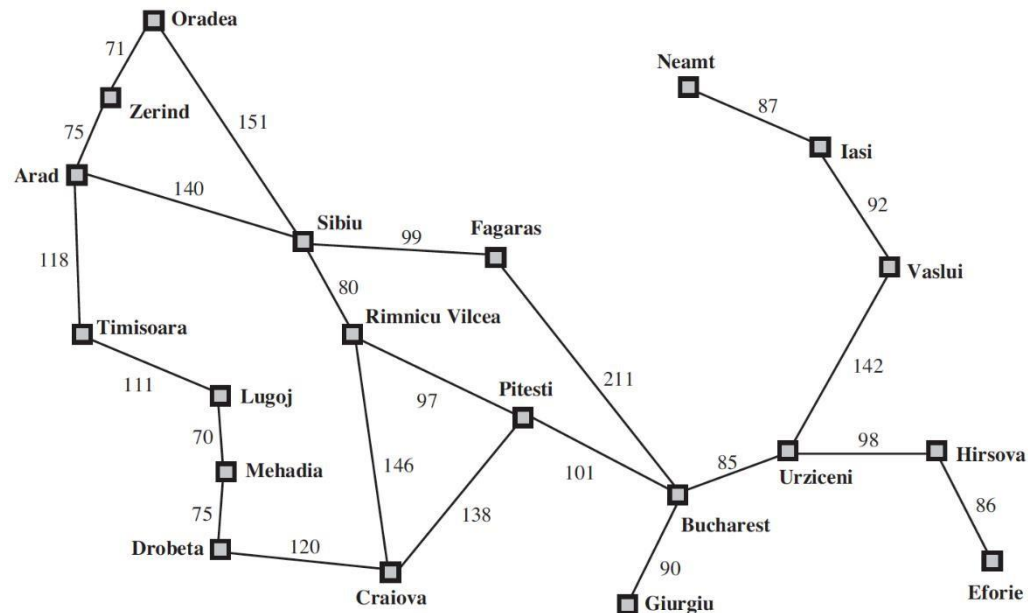 Oradea
71
Neamt
Zerind
87
151
75
Iasi
Arad
140
92
Sibiu
Fagaras
99
118
Vaslui
80
Timisoara
Rimnicu Vilcea
142
111
211
Lugoj
97
Pitesti
70
98
Hirsova
146
85
Mehadia
101
Urziceni
86
75
138
Bucharest
120
Drobeta
90
Craiova
Eforie
Giurgiu